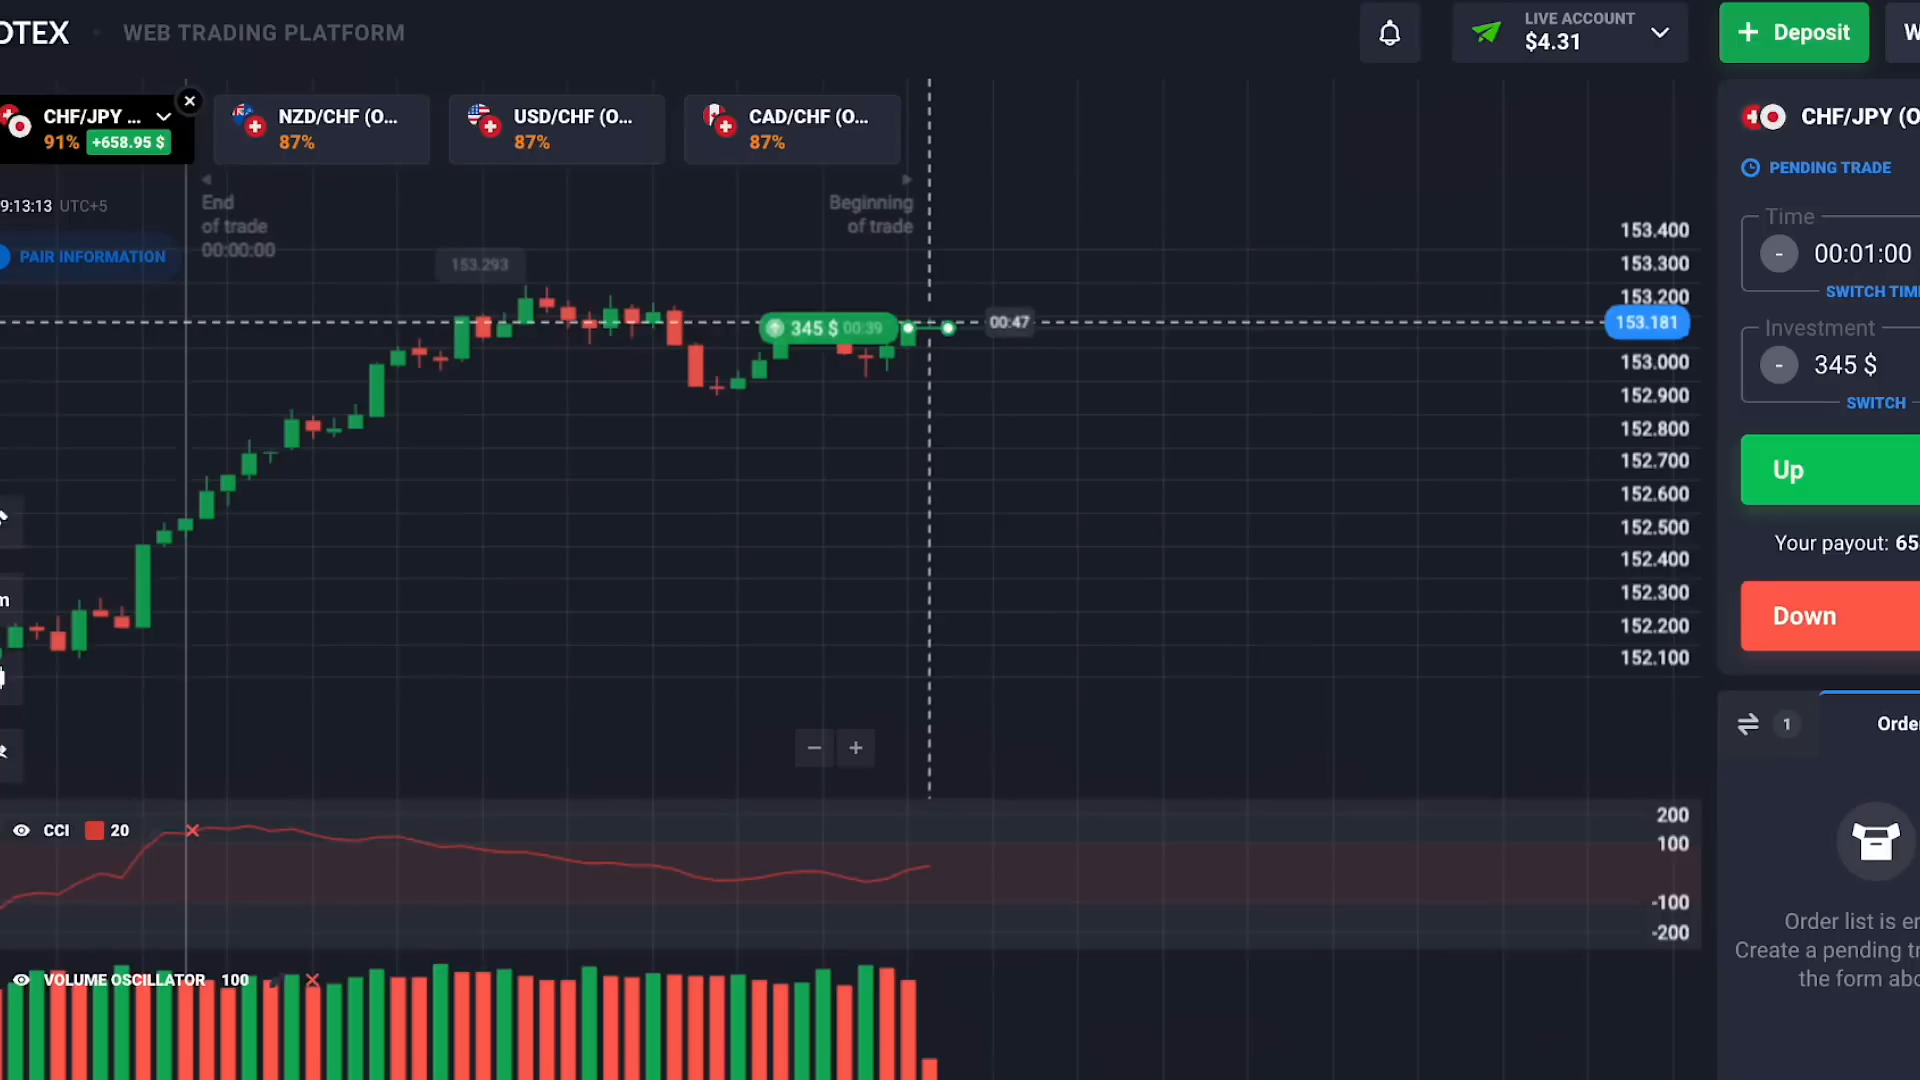 OTEX
WEB TRADING PLATFORM
LIVE ACCOUNT
$4.31
Deposit
W
CHF/JPY ...
91% +658.95 $
NZD/CHF (O...
87%
USD/CHF (O...
87%
CAD/CHF (O...
87%
CHF/JPY (O
PENDING TRADE
9:13:13 UTC+5
PAIR INFORMATION
End
of trade
00:00:00
Beginning
of trade
153.293
345 $ 00:39
00:47
153.400
153.300
153.200
153.181
153.000
152.900
152.800
152.700
152.600
152.500
152.400
152.300
152.200
152.100
Time
- 00:01:00
SWITCH TIM
Investment
- 345 $
SWITCH
Up
Your payout: 65
Down
1
Order
m
− +
CCI 20
200
100
-100
-200
VOLUME OSCILLATOR 100
Order list is e
Create a pending tr
the form abo